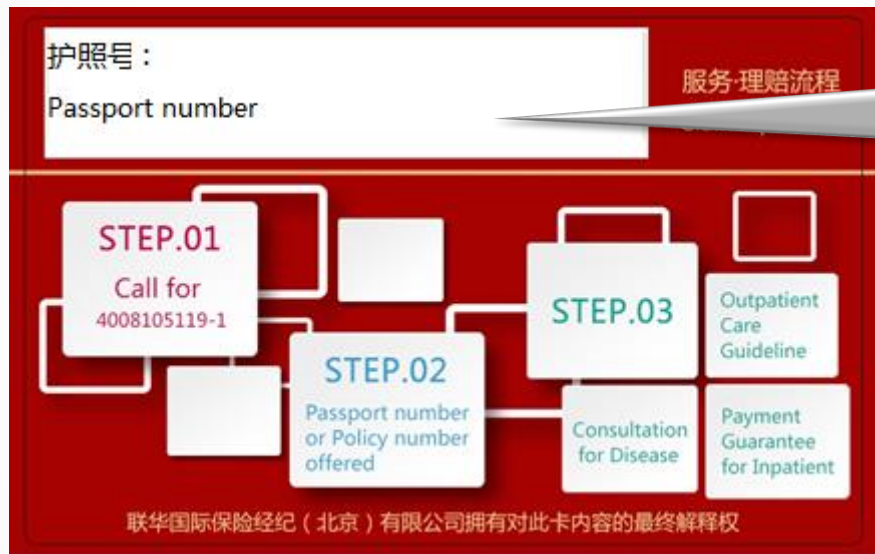 护照号：
Passport number
服务·理赔流程
STEP.01
Call for
4008105119-1
STEP.02
Passport number
or Policy number
offered
STEP.03
Outpatient
Care
Guideline
Consultation
for Disease
Payment
Guarantee
for Inpatient
联华国际保险经纪（北京）有限公司拥有对此卡内容的最终解释权